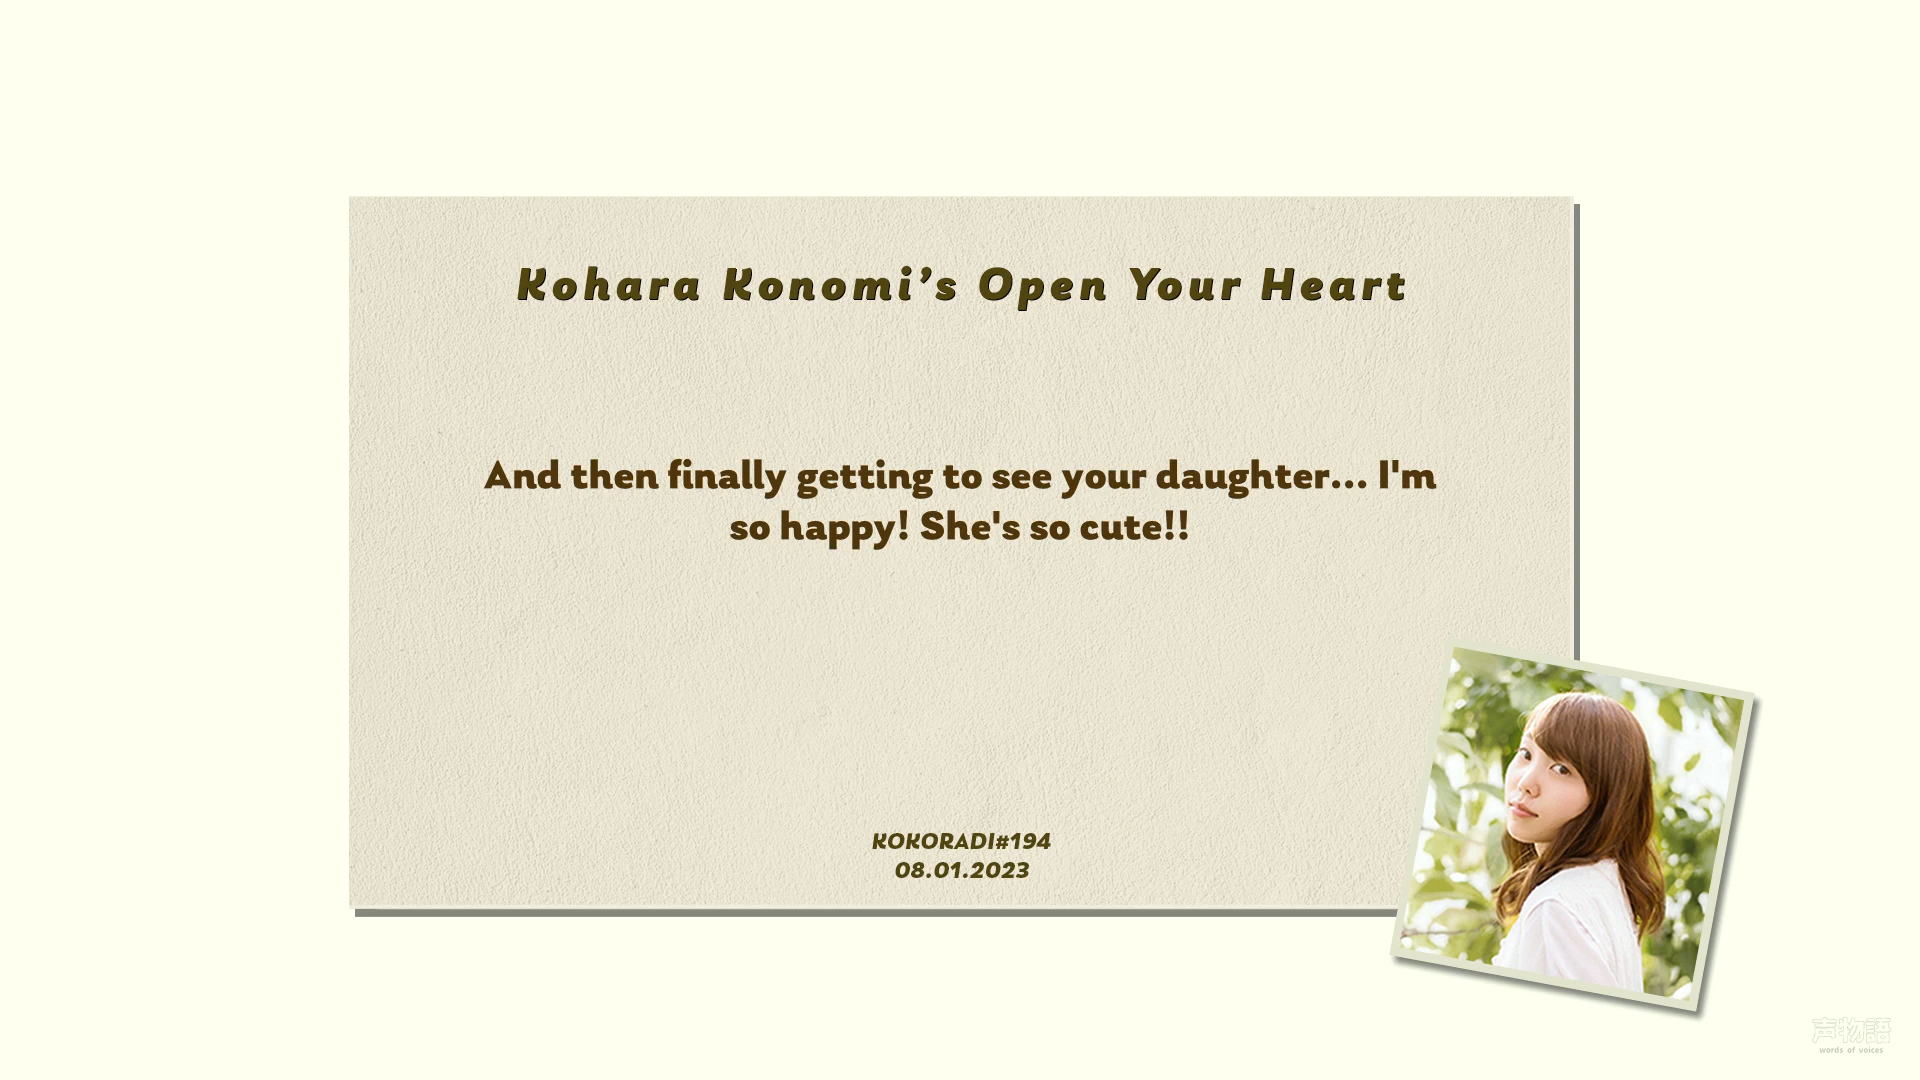 Kohara Konomi’s Open Your Heart
And then finally getting to see your daughter... I'm
so happy! She's so cute!!
KOKORADI#194
08.01.2023
声物語
words of voices